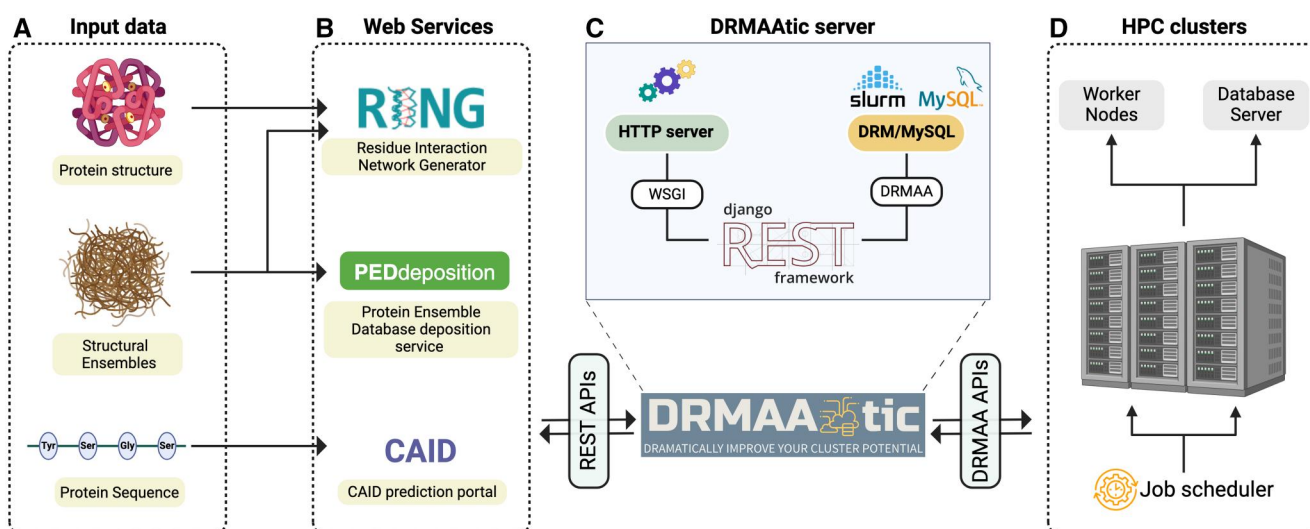 A Input data
Protein structure
Structural
Ensembles
Tyr Ser Gly Ser
Protein Sequence
B Web Services
RING
Residue Interaction
Network Generator
PEDdeposition
Protein Ensemble
Database deposition
service
CAID
CAID prediction portal
C DRMAAtic server
slurm
MySQL™
HTTP server
DRM/MySQL
WSGI
DRMAA
django
REST
framework
REST APIs
DRMAAtic
DRAMATICALLY IMPROVE YOUR CLUSTER POTENTIAL
DRMAA APIs
D HPC clusters
Worker
Nodes
Database
Server
Job scheduler